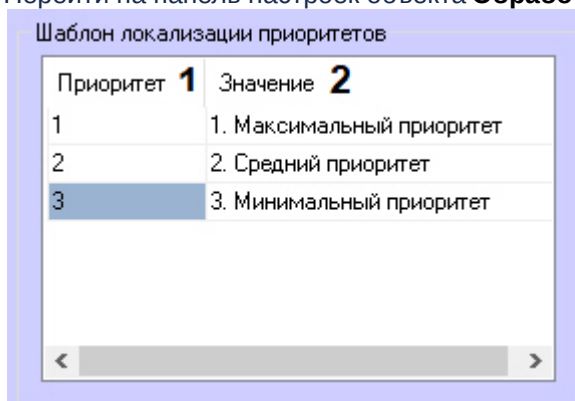 Перейти на панель настроек объекта
Шаблон локализации приоритетов
Приоритет 1 Значение 2
1 1. Максимальный приоритет
2 2. Средний приоритет
3 3. Минимальный приоритет